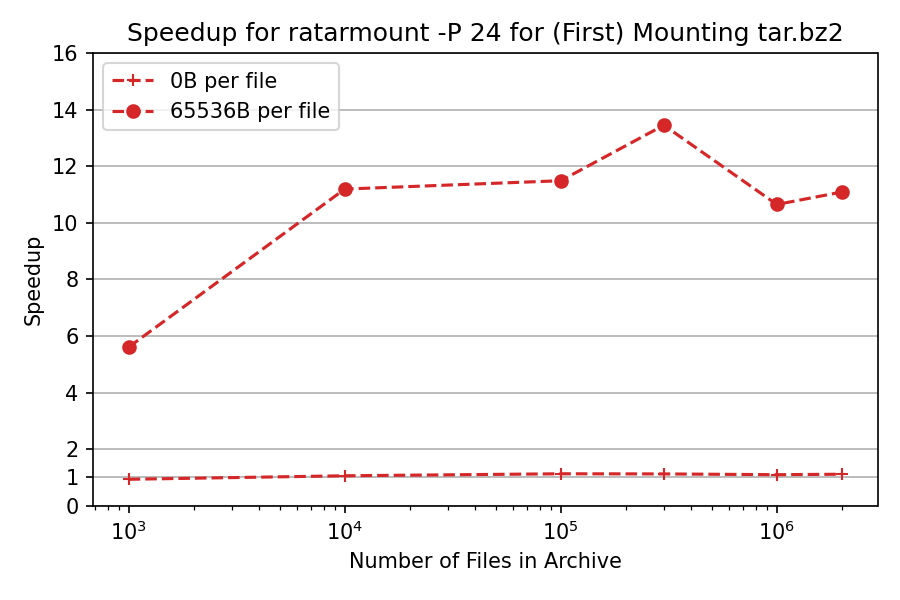 Speedup for ratarmount -P 24 for (First) Mounting tar.bz2
0B per file
65536B per file
Speedup
16
14
12
10
8
6
4
2
1
0
10³ 10⁴ 10⁵ 10⁶
Number of Files in Archive